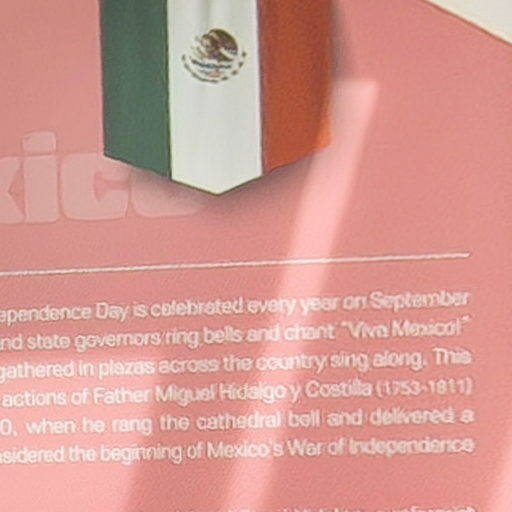 xico
ependence Day is celebrated every year on September
nd state governors ring bells and chant "Viva Mexico!"
gathered in plazas across the country sing along. This
actions of Father Miguel Hidalgo y Costilla (1753-1811)
0, when he rang the cathedral bell and delivered a
nsidered the beginning of Mexico's War of Independence